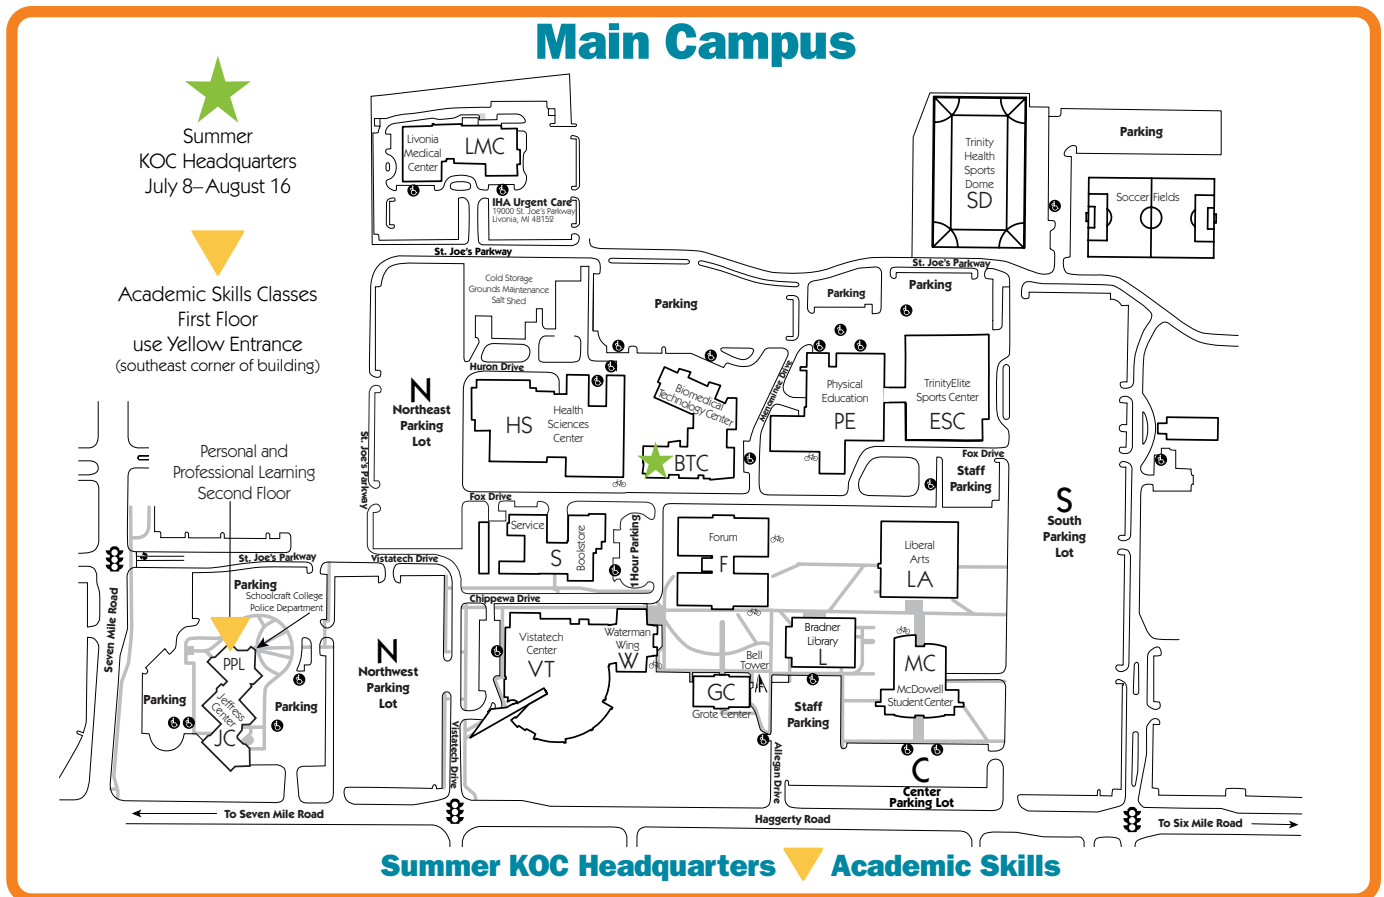 Main Campus
Summer
KOC Headquarters
July 8–August 16
Academic Skills Classes
First Floor
use Yellow Entrance
(southeast corner of building)
Personal and
Professional Learning
Second Floor
Livonia
Medical
Center
LMC
IHA Urgent Care
19000 St. Joe's Parkway
Livonia, MI 48152
St. Joe's Parkway
Trinity
Health
Sports
Dome
SD
Parking
Soccer Fields
St. Joe's Parkway
Cold Storage
Grounds Maintenance
Salt Shed
Parking
Parking
Parking
Huron Drive
N
Northeast
Parking
Lot
St. Joe's Parkway
HS
Health
Sciences
Center
Biomedical
Technology Center
BTC
Menominee Drive
Physical
Education
PE
TrinityElite
Sports Center
ESC
Fox Drive
Staff
Parking
Fox Drive
S
South
Parking
Lot
Service
S
Bookstore
1 Hour Parking
Forum
F
Liberal
Arts
LA
St. Joe's Parkway
Vistatech Drive
Parking
Schoolcraft College
Police Department
Seven Mile Road
Chippewa Drive
PPL
Jeffress
Center
JC
Parking
Parking
N
Northwest
Parking
Lot
Vistatech
Center
VT
Waterman
Wing
W
Bell
Tower
Bradner
Library
L
GC
Grote Center
Staff
Parking
MC
McDowell
Student Center
Vistatech Drive
Allegan Drive
C
Center
Parking Lot
To Seven Mile Road
Haggerty Road
To Six Mile Road
Summer KOC Headquarters
Academic Skills